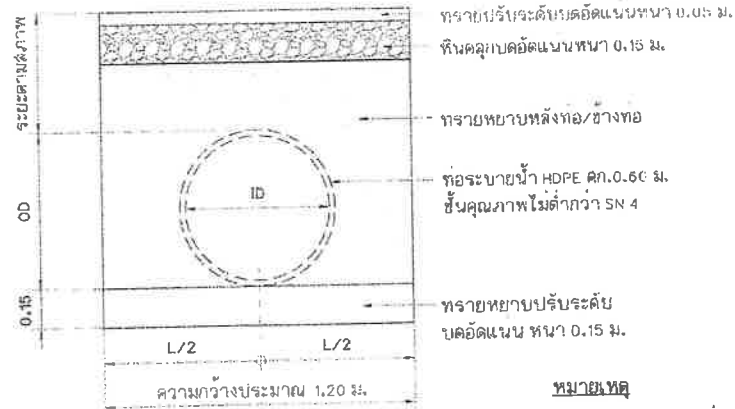 ทรายปรับระดับบดอัดแน่นหนา 0.05 ม.
หินคลุกบดอัดแน่นหนา 0.15 ม.
ระยะตามสภาพ
ทรายหยาบหลังท่อ/ข้างท่อ
ท่อระบายน้ำ HDPE ศก.0.60 ม.
ชั้นคุณภาพไม่ต่ำกว่า SN 4
ID
OD
0.15
ทรายหยาบปรับระดับ
บดอัดแน่น หนา 0.15 ม.
L/2
L/2
ความกว้างประมาณ 1.20 ม.
หมายเหตุ